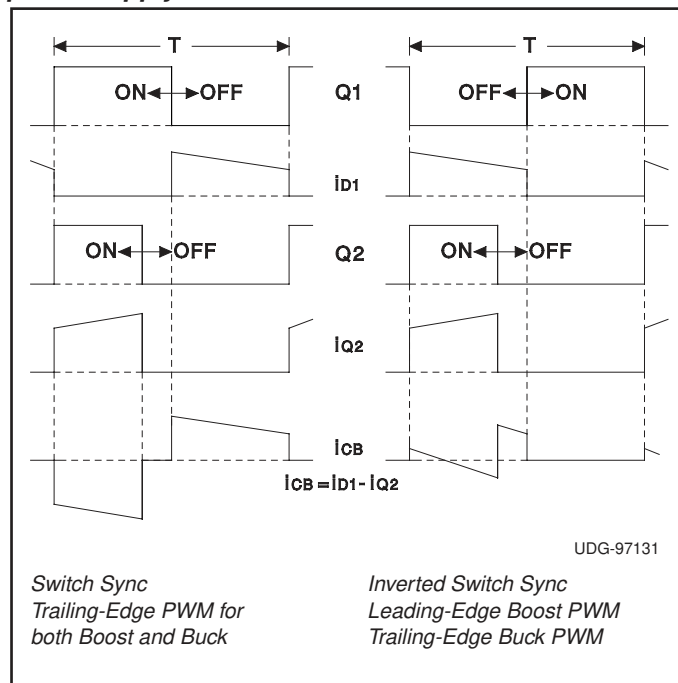 T T
ON OFF Q1 OFF ON
iD1
ON OFF Q2 ON OFF
iQ2
iCB
iCB = iD1 - iQ2
UDG-97131
Switch Sync
Trailing-Edge PWM for
both Boost and Buck
Inverted Switch Sync
Leading-Edge Boost PWM
Trailing-Edge Buck PWM